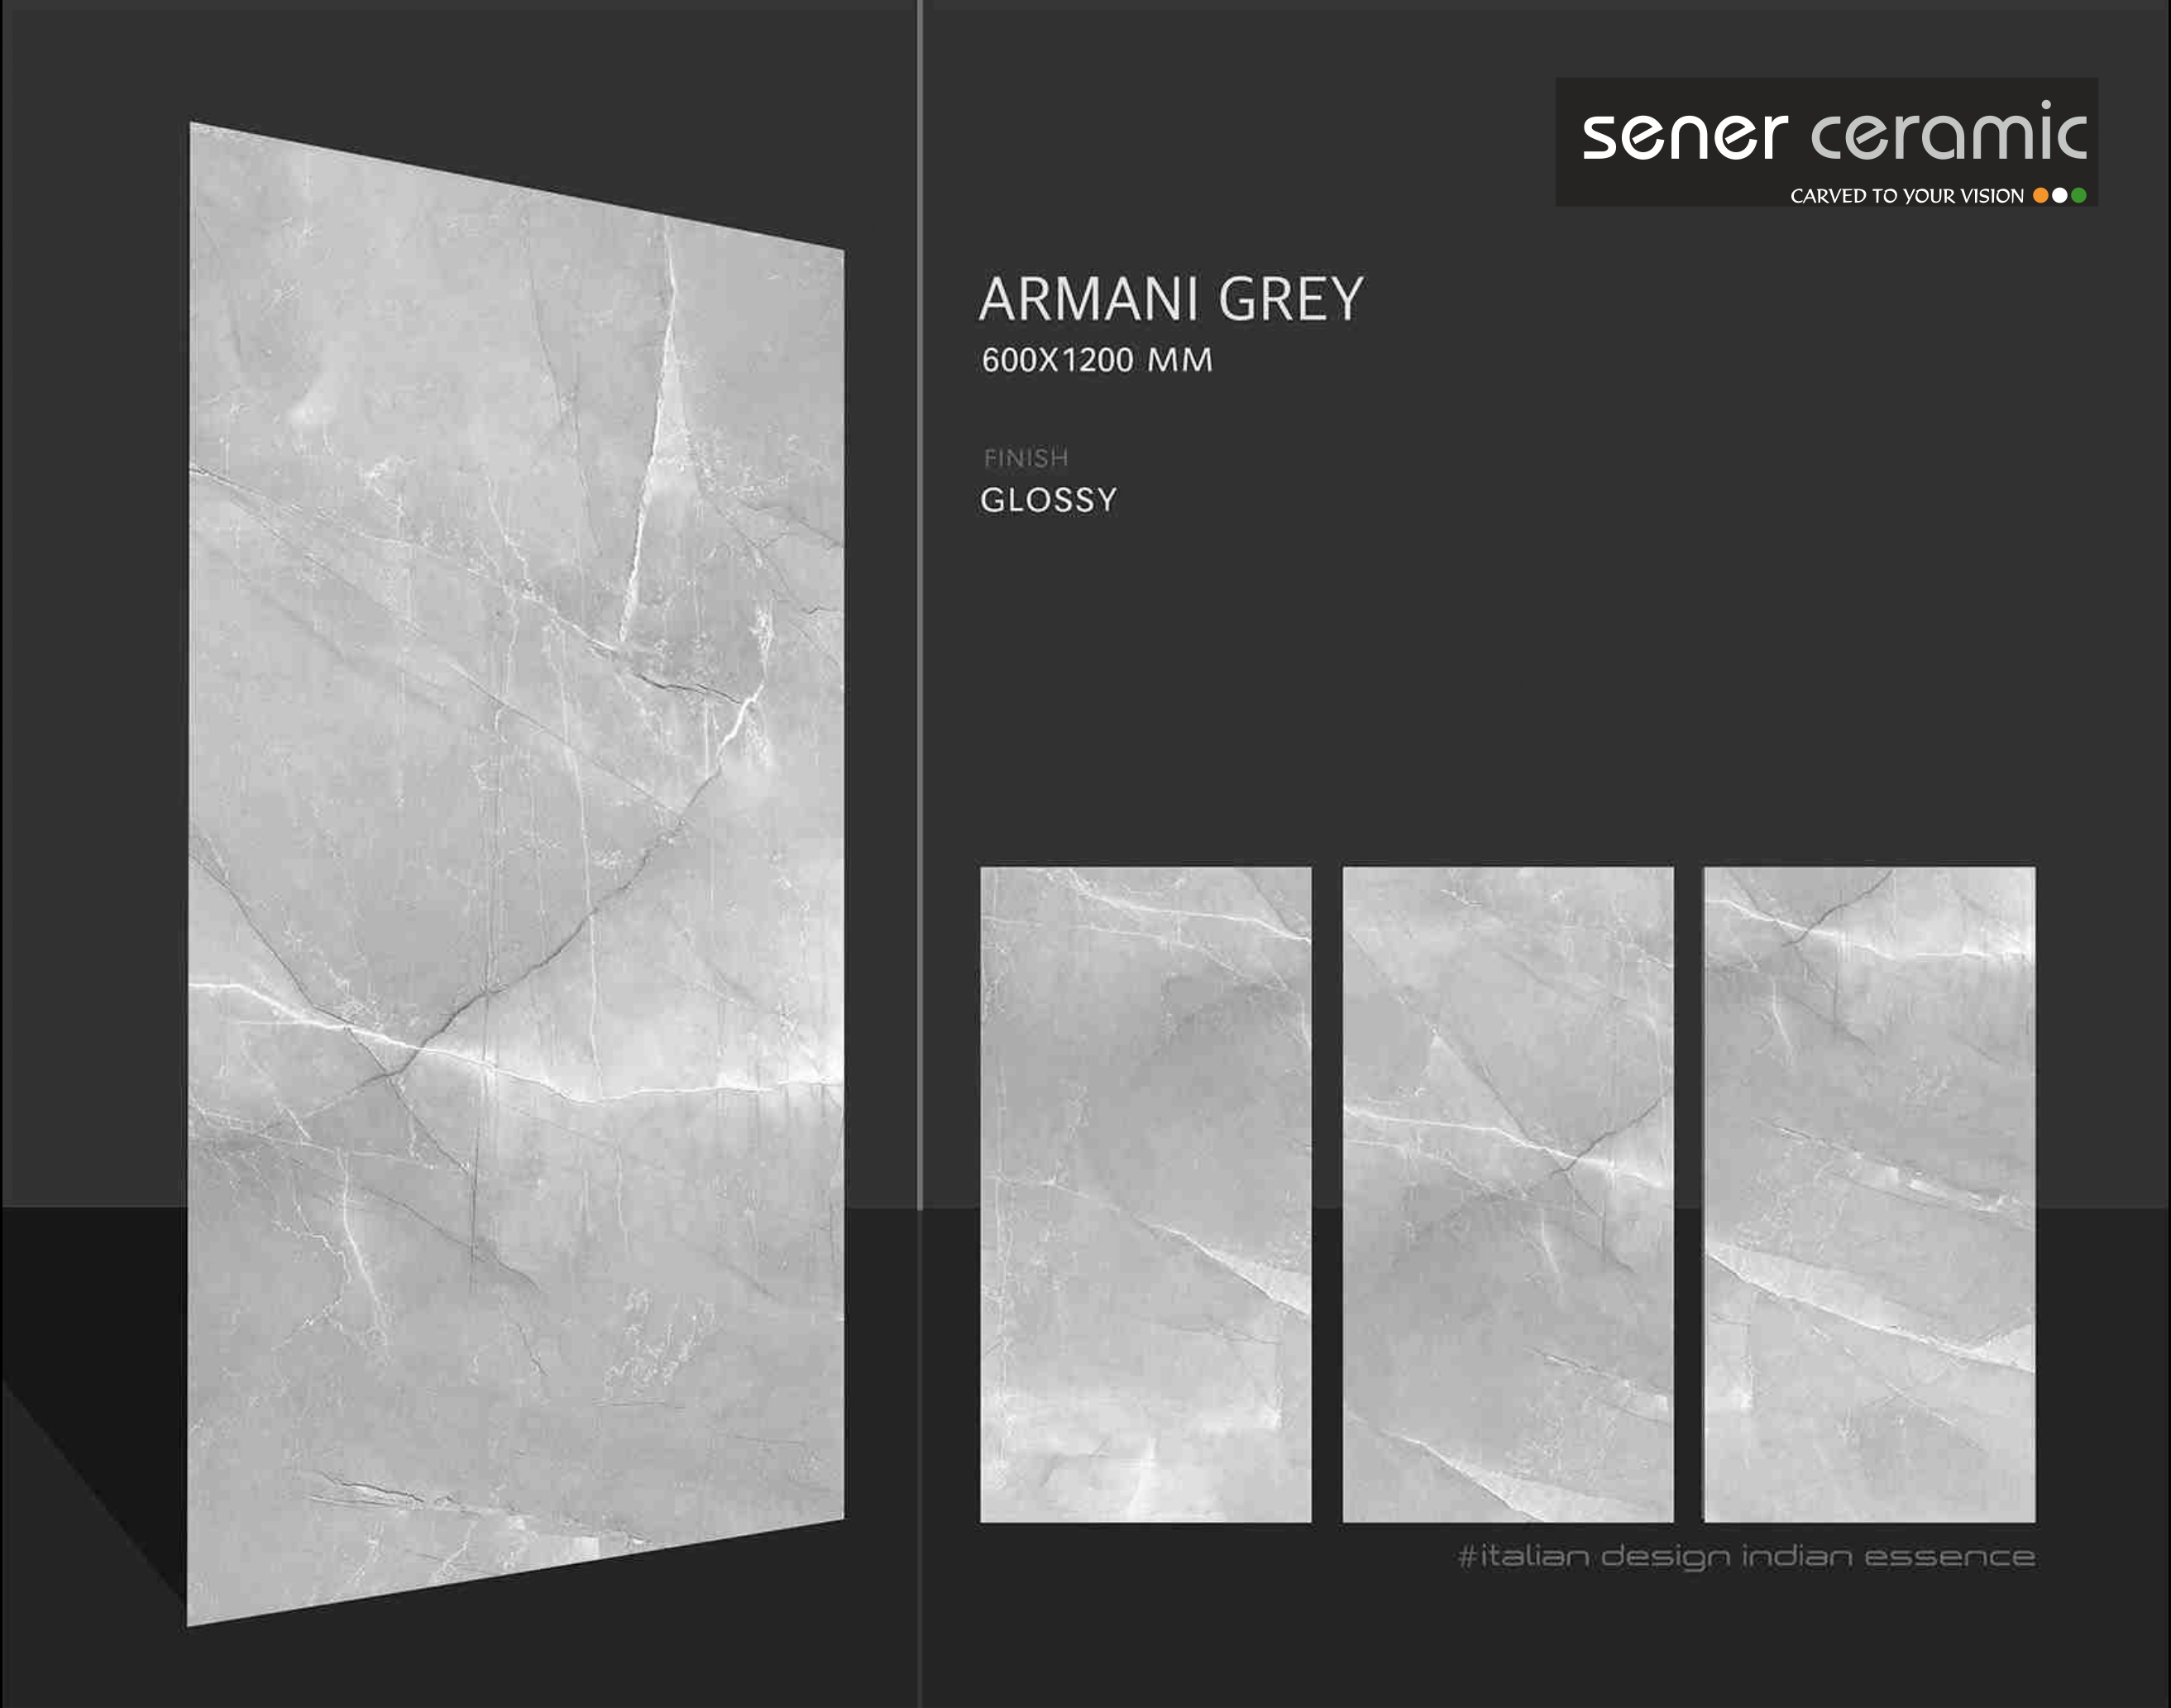 sener ceramic
CARVED TO YOUR VISION
ARMANI GREY
600X1200 MM
FINISH
GLOSSY
#italian design indian essence